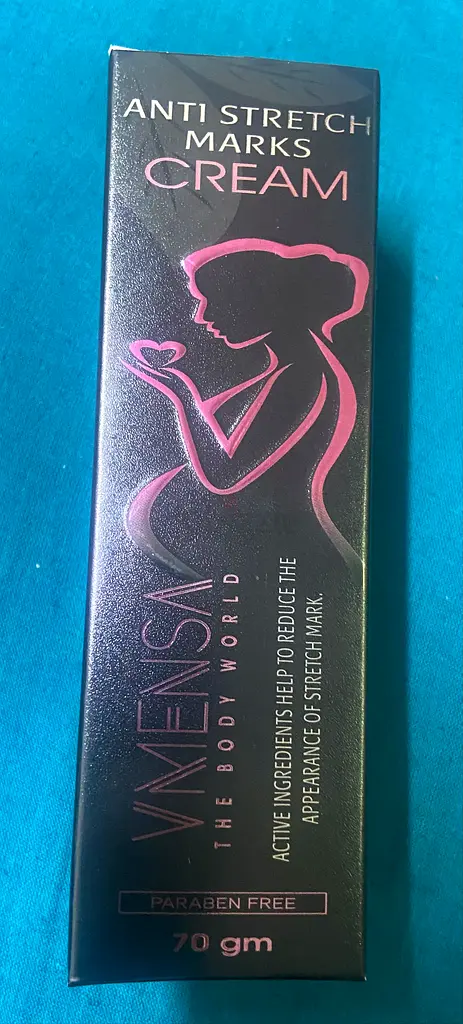 ANTI STRETCH
MARKS
CREAM
VMENSA
THE BODY WORLD
ACTIVE INGREDIENTS HELP TO REDUCE THE
APPEARANCE OF STRETCH MARK.
PARABEN FREE
70 gm